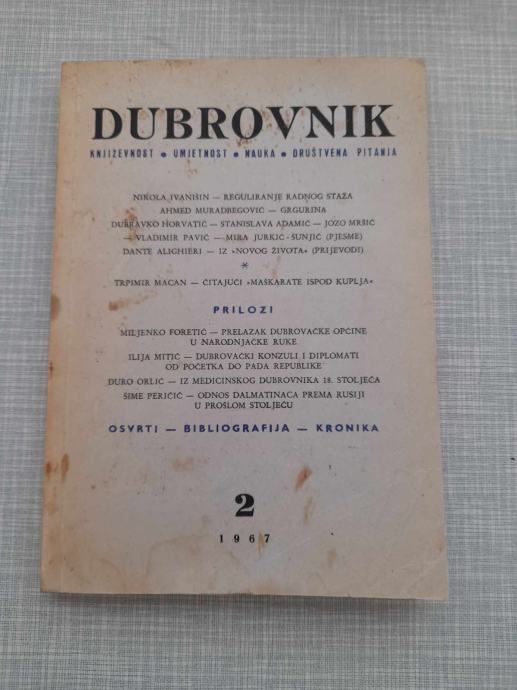 DUBROVNIK
KNJIŽEVNOST • UMJETNOST • NAUKA • DRUŠTVENA PITANJA
NIKOLA IVANIŠIN — REGULIRANJE RADNOG STAŽA
AHMED MURADBEGOVIĆ — GRGURINA
DUBRAVKO HORVATIĆ — STANISLAVA ADAMIĆ — JOZO MRŠIĆ
— VLADIMIR PAVIĆ — MIRA JURKIĆ-ŠUNJIĆ (PJESME)
DANTE ALIGHIERI — IZ »NOVOG ŽIVOTA« (PRIJEVODI)
*
TRPIMIR MACAN — ČITAJUĆI »MAŠKARATE ISPOD KUPLJA«
PRILOZI
MILJENKO FORETIĆ — PRELAZAK DUBROVAČKE OPĆINE
U NARODNJAČKE RUKE
ILIJA MITIĆ — DUBROVAČKI KONZULI I DIPLOMATI
OD POČETKA DO PADA REPUBLIKE
ĐURO ORLIĆ — IZ MEDICINSKOG DUBROVNIKA 18. STOLJEĆA
ŠIME PERIČIĆ — ODNOS DALMATINACA PREMA RUSIJI
U PROŠLOM STOLJEĆU
OSVRTI — BIBLIOGRAFIJA — KRONIKA
2
1967